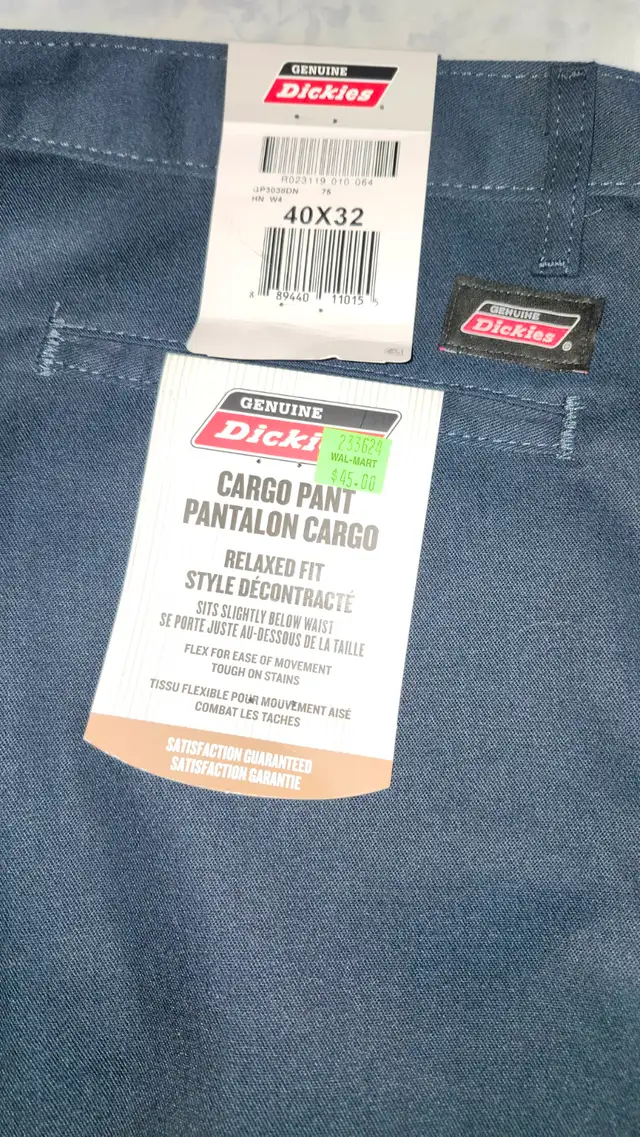 GENUINE
Dickies
R023119 010 064
GP3038DN 75
HN W4
40X32
8 89440 11015 5
GENUINE
Dickies
GENUINE
Dicki
233624
WAL-MART
$45.00
CARGO PANT
PANTALON CARGO
RELAXED FIT
STYLE DÉCONTRACTÉ
SITS SLIGHTLY BELOW WAIST
SE PORTE JUSTE AU-DESSOUS DE LA TAILLE
FLEX FOR EASE OF MOVEMENT
TOUGH ON STAINS
TISSU FLEXIBLE POUR MOUVEMENT AISÉ
COMBAT LES TACHES
SATISFACTION GUARANTEED
SATISFACTION GARANTIE